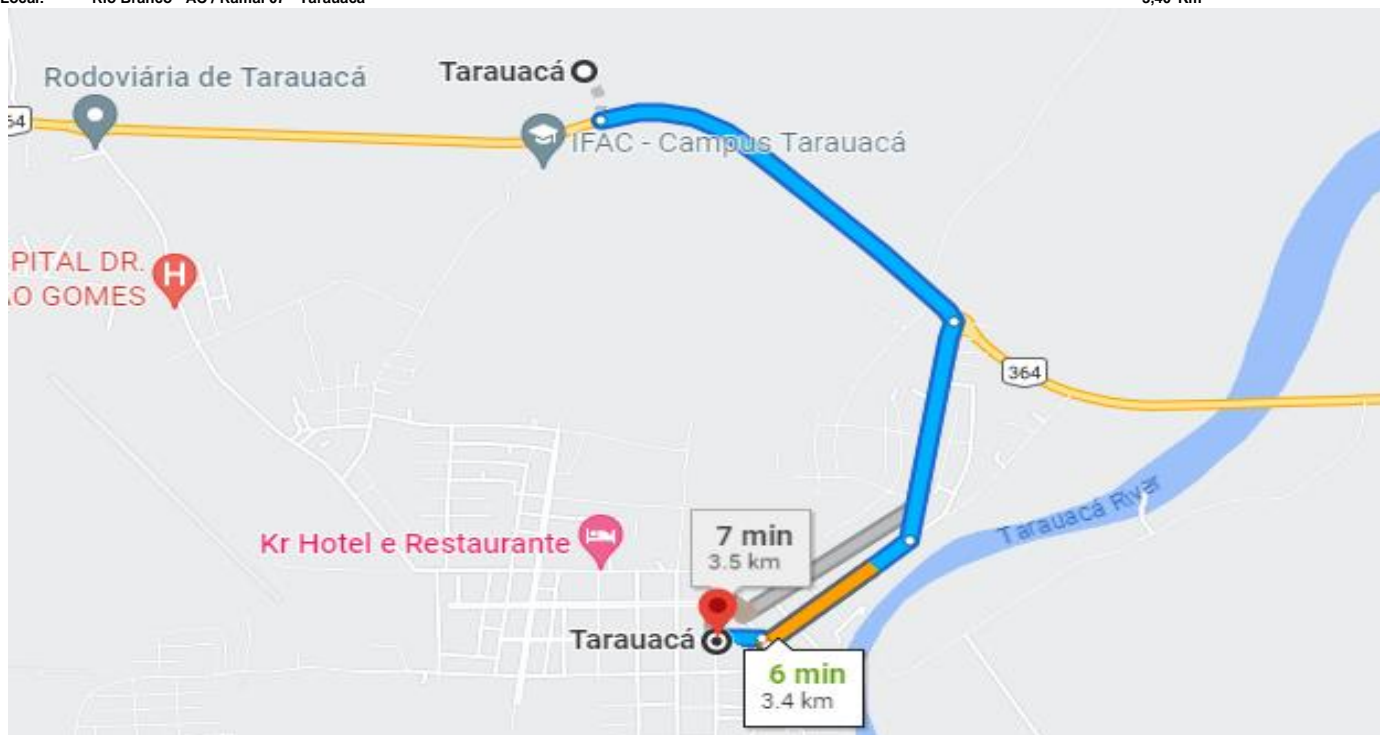 Rodoviária de Tarauacá
Tarauacá
IFAC - Campus Tarauacá
PITAL DR.
O GOMES
364
Tarauacá River
Kr Hotel e Restaurante
7 min
3.5 km
Tarauacá
6 min
3.4 km